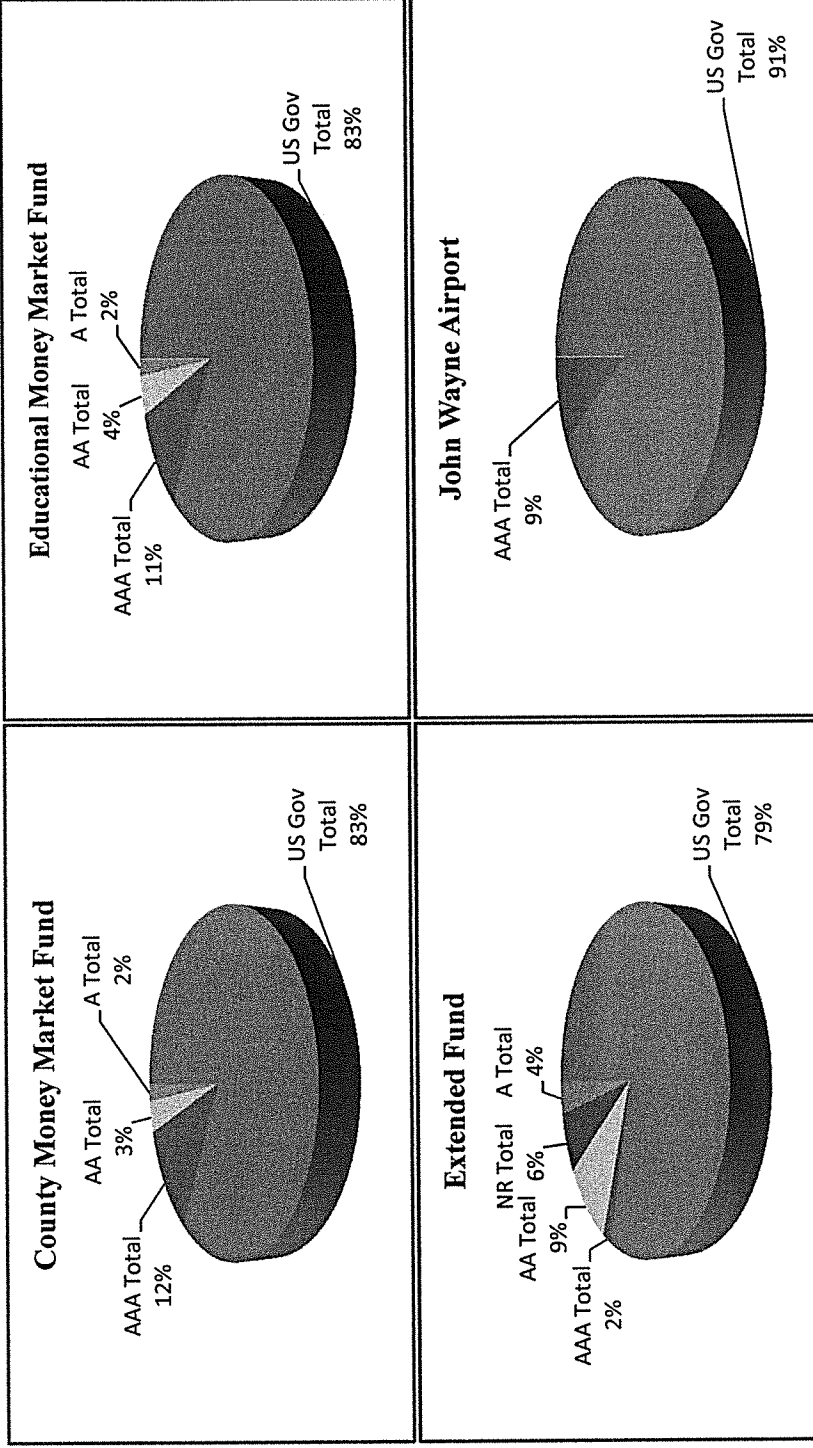 County Money Market Fund
AAA Total
12%
AA Total
3%
A Total
2%
US Gov
Total
83%
Educational Money Market Fund
AAA Total
11%
AA Total
4%
A Total
2%
US Gov
Total
83%
Extended Fund
AAA Total
2%
AA Total
9%
NR Total
6%
A Total
4%
US Gov
Total
79%
John Wayne Airport
AAA Total
9%
US Gov
Total
91%